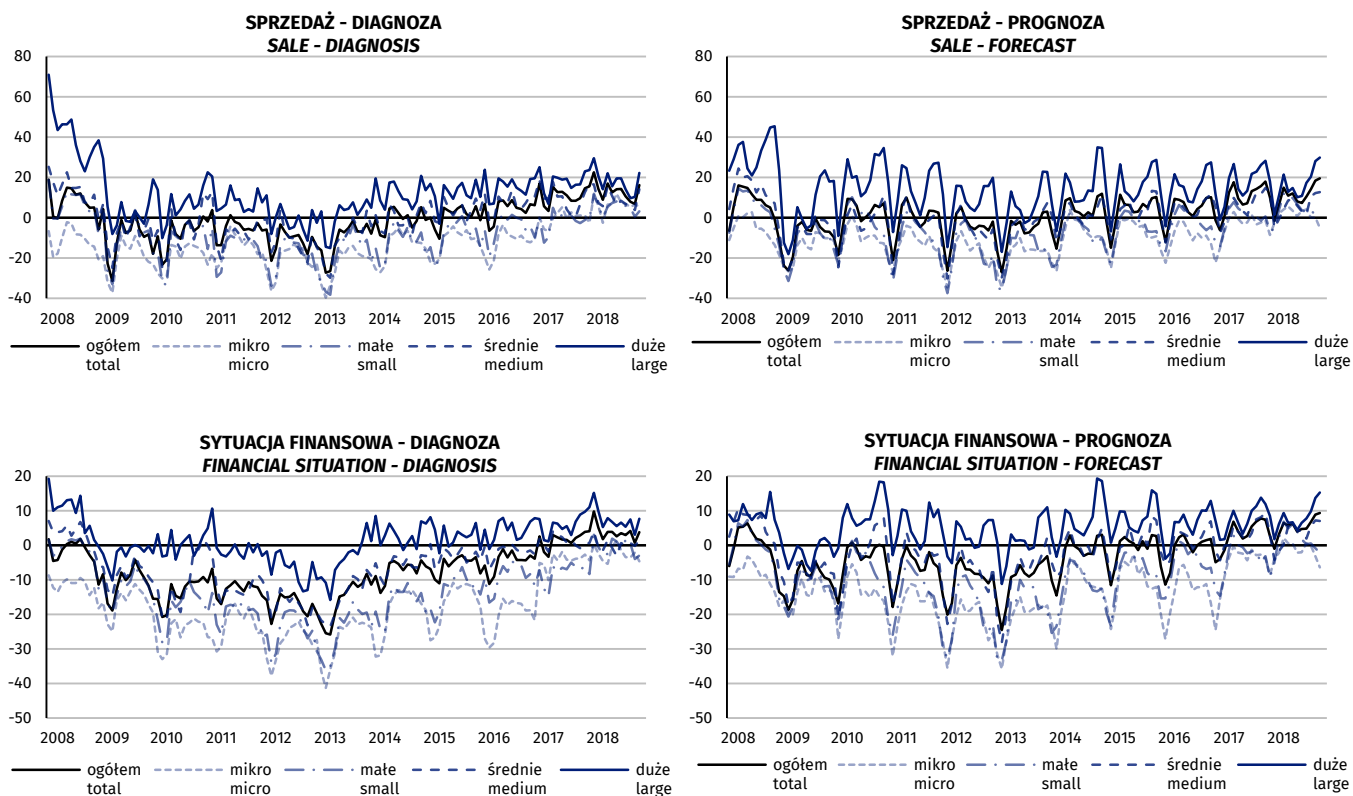 SPRZEDAŻ - DIAGNOZA
SALE - DIAGNOSIS
80
60
40
20
0
-20
-40
2008 2009 2010 2011 2012 2013 2014 2015 2016 2017 2018
ogółem mikro małe średnie duże
total micro small medium large
SPRZEDAŻ - PROGNOZA
SALE - FORECAST
80
60
40
20
0
-20
-40
2008 2009 2010 2011 2012 2013 2014 2015 2016 2017 2018
ogółem mikro małe średnie duże
total micro small medium large
SYTUACJA FINANSOWA - DIAGNOZA
FINANCIAL SITUATION - DIAGNOSIS
20
10
0
-10
-20
-30
-40
-50
2008 2009 2010 2011 2012 2013 2014 2015 2016 2017 2018
ogółem mikro małe średnie duże
total micro small medium large
SYTUACJA FINANSOWA - PROGNOZA
FINANCIAL SITUATION - FORECAST
20
10
0
-10
-20
-30
-40
-50
2008 2009 2010 2011 2012 2013 2014 2015 2016 2017 2018
ogółem mikro małe średnie duże
total micro small medium large